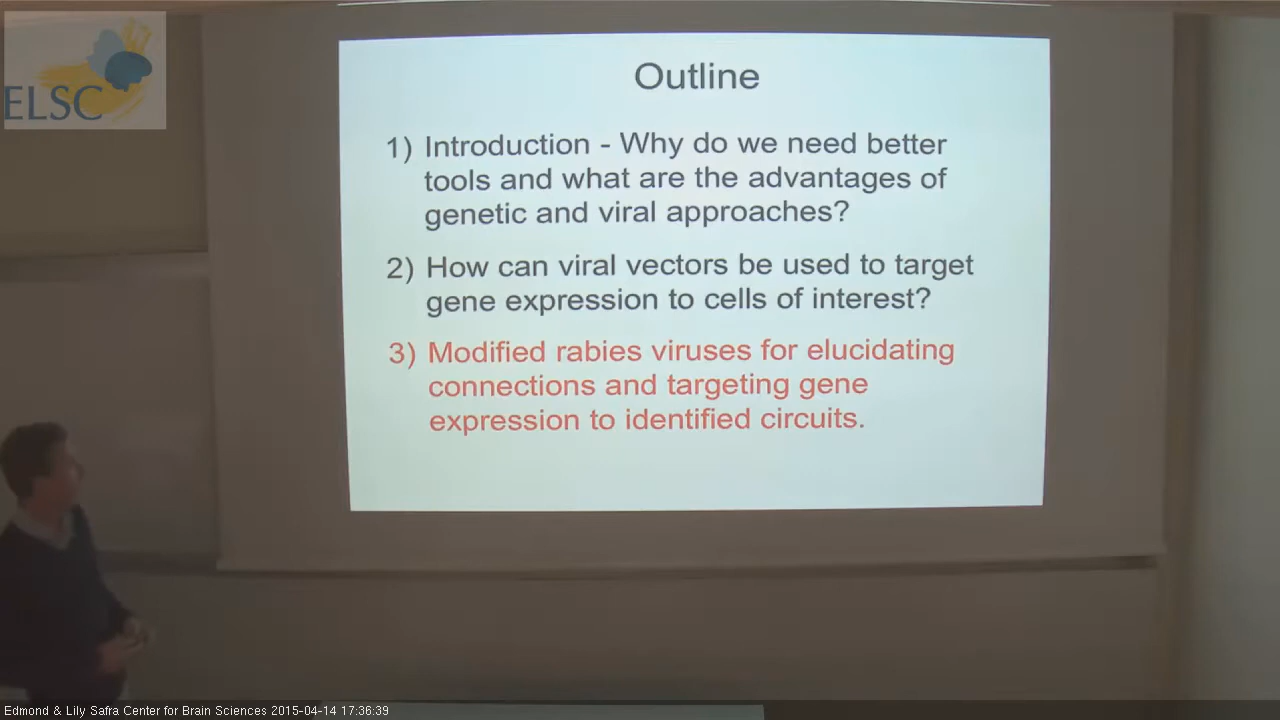 ELSC
Outline
1) Introduction - Why do we need better
tools and what are the advantages of
genetic and viral approaches?
2) How can viral vectors be used to target
gene expression to cells of interest?
3) Modified rabies viruses for elucidating
connections and targeting gene
expression to identified circuits.
Edmond & Lily Safra Center for Brain Sciences 2015-04-14 17:36:39